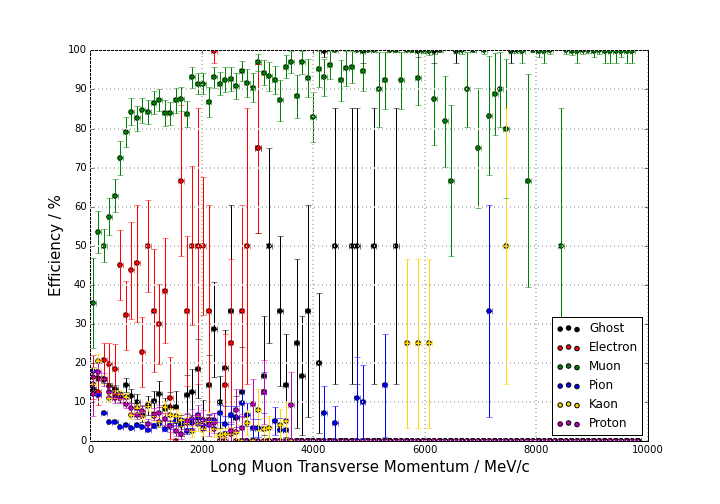 100
90
80
70
60
50
40
30
20
10
0
Efficiency / %
Ghost
Electron
Muon
Pion
Kaon
Proton
0 2000 4000 6000 8000 10000
Long Muon Transverse Momentum / MeV/c